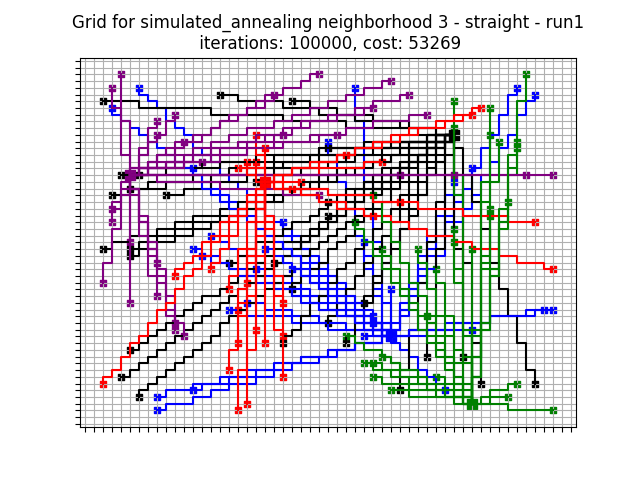 Grid for simulated_annealing neighborhood 3 - straight - run1
iterations: 100000, cost: 53269